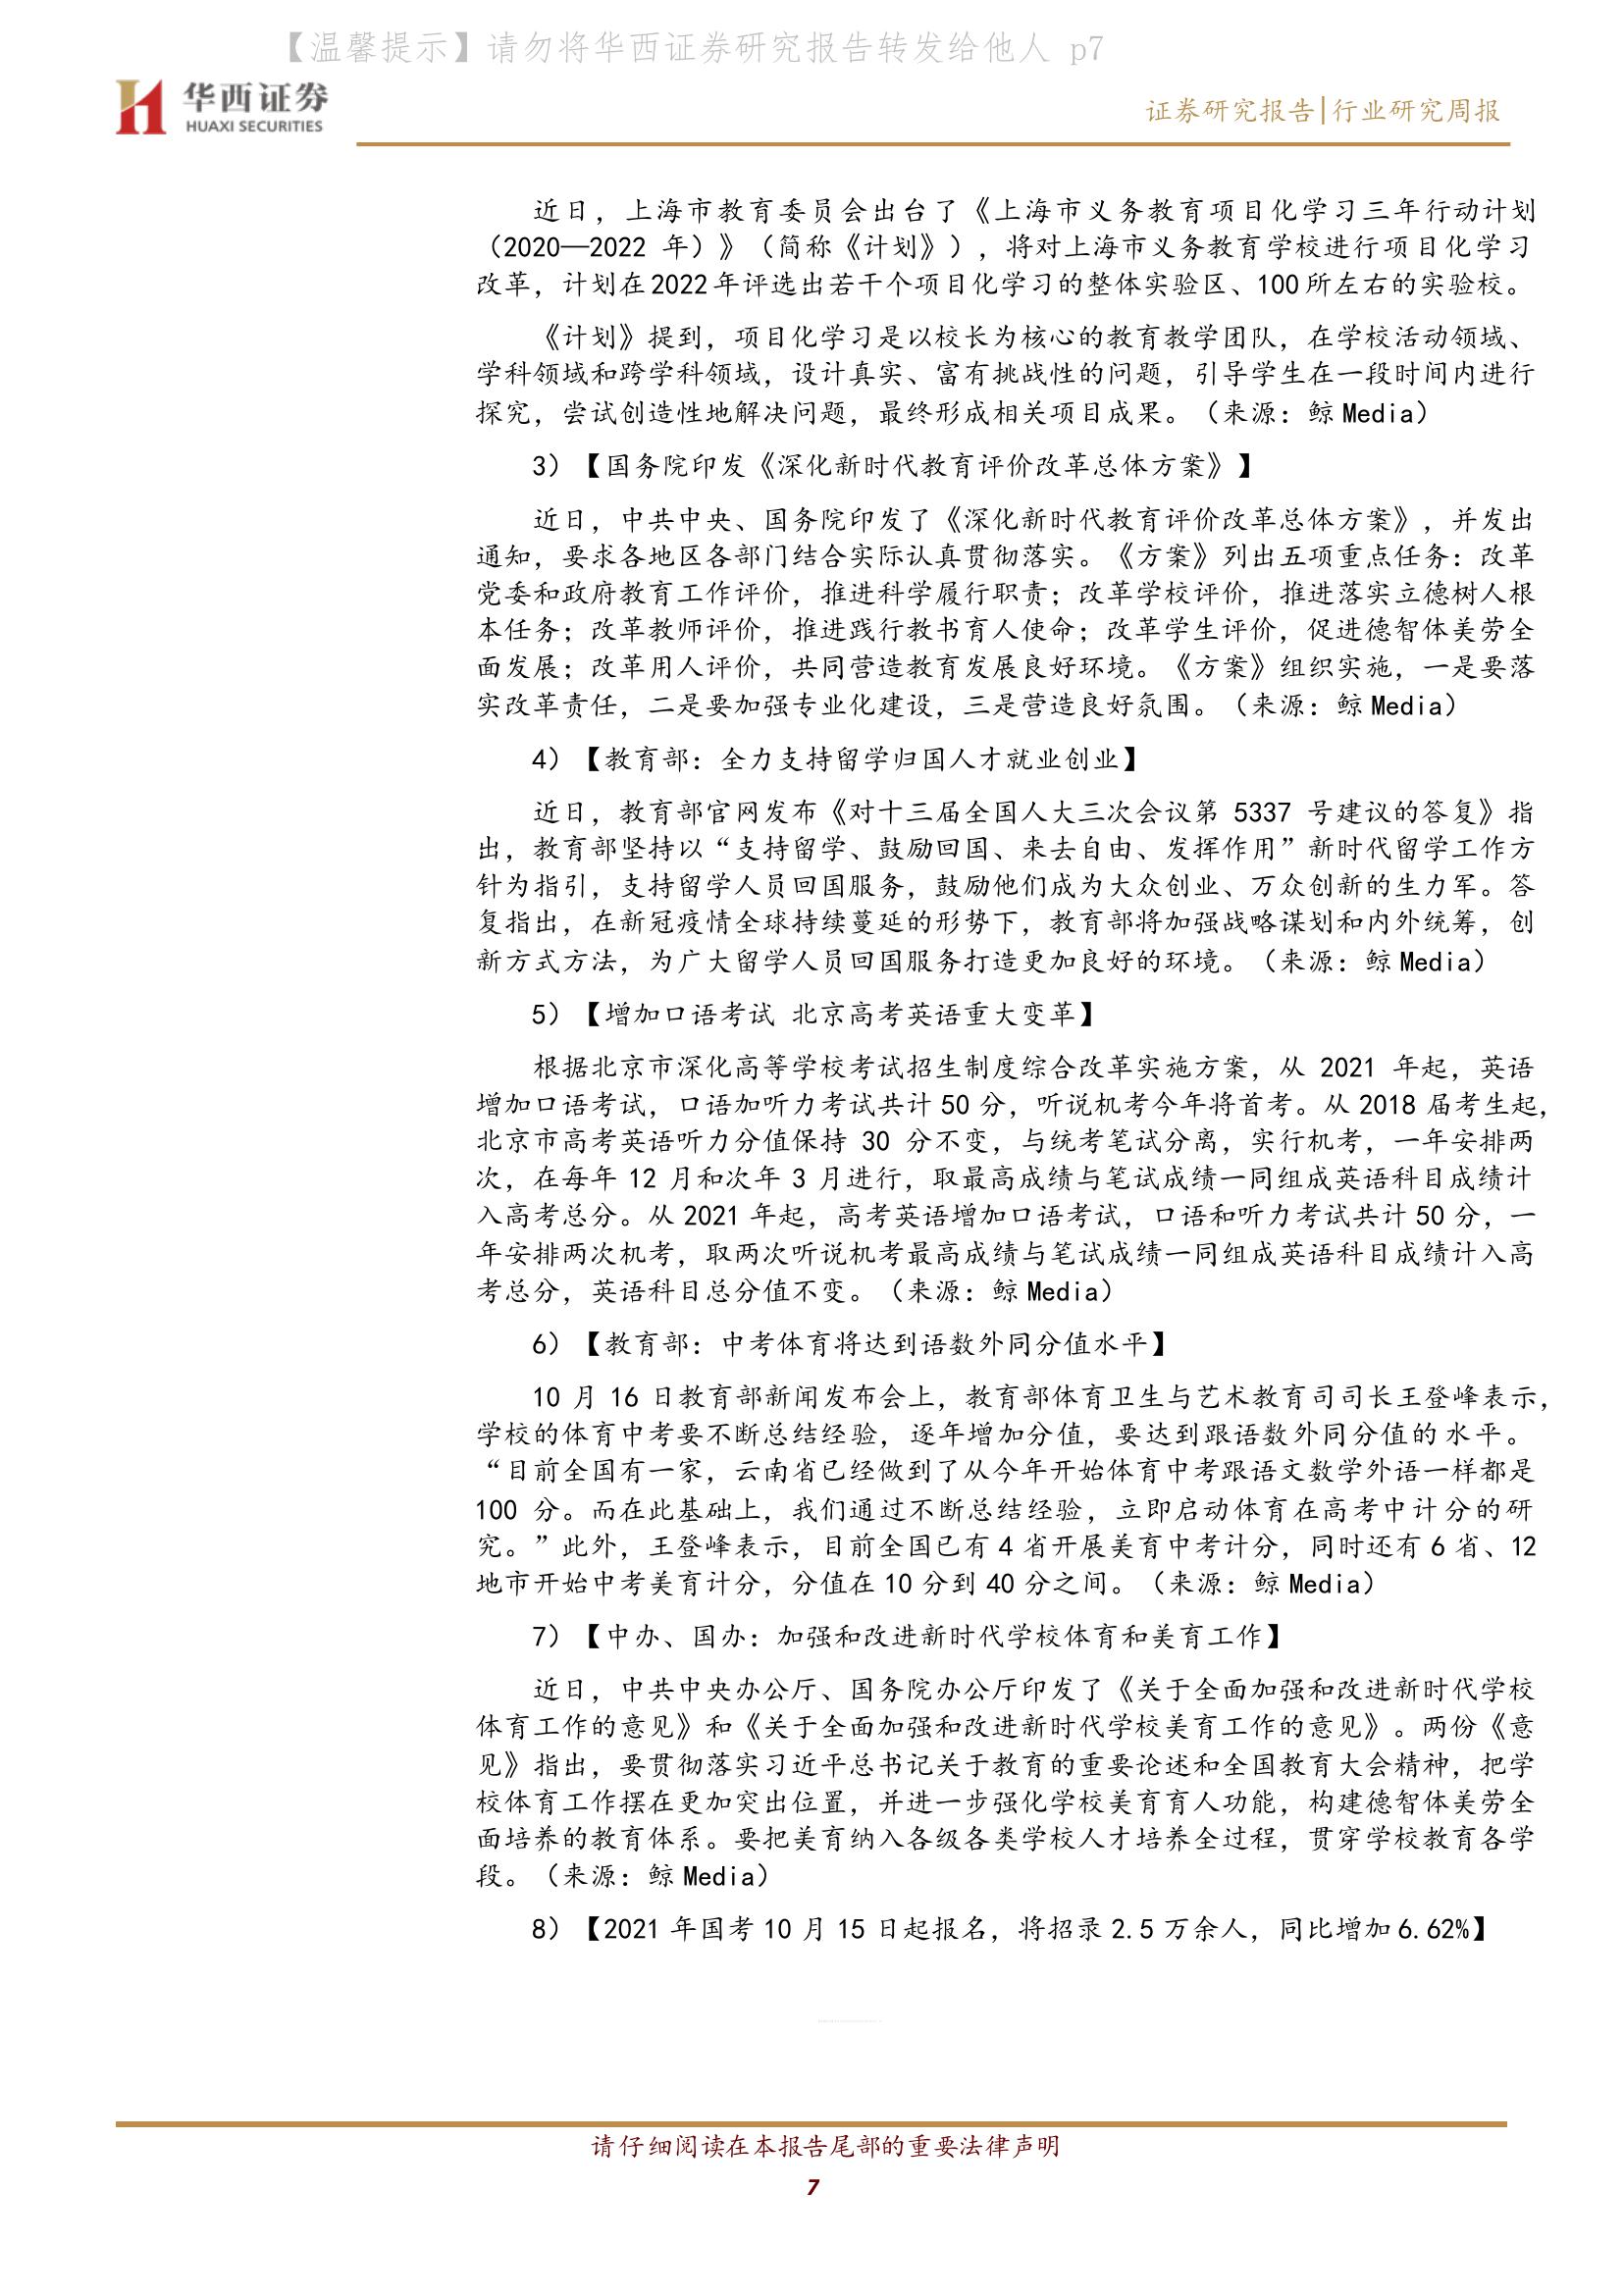 【温馨提示】请勿将华西证券研究报告转发给他人 p7
华西证券
HUAXI SECURITIES
证券研究报告|行业研究周报
近日，上海市教育委员会出台了《上海市义务教育项目化学习三年行动计划
（2020—2022 年）》（简称《计划》），将对上海市义务教育学校进行项目化学习
改革，计划在2022年评选出若干个项目化学习的整体实验区、100所左右的实验校。
《计划》提到，项目化学习是以校长为核心的教育教学团队，在学校活动领域、
学科领域和跨学科领域，设计真实、富有挑战性的问题，引导学生在一段时间内进行
探究，尝试创造性地解决问题，最终形成相关项目成果。（来源：鲸Media）
3）【国务院印发《深化新时代教育评价改革总体方案》】
近日，中共中央、国务院印发了《深化新时代教育评价改革总体方案》，并发出
通知，要求各地区各部门结合实际认真贯彻落实。《方案》列出五项重点任务：改革
党委和政府教育工作评价，推进科学履行职责；改革学校评价，推进落实立德树人根
本任务；改革教师评价，推进践行教书育人使命；改革学生评价，促进德智体美劳全
面发展；改革用人评价，共同营造教育发展良好环境。《方案》组织实施，一是要落
实改革责任，二是要加强专业化建设，三是营造良好氛围。（来源：鲸Media）
4）【教育部：全力支持留学归国人才就业创业】
近日，教育部官网发布《对十三届全国人大三次会议第 5337 号建议的答复》指
出，教育部坚持以“支持留学、鼓励回国、来去自由、发挥作用”新时代留学工作方
针为指引，支持留学人员回国服务，鼓励他们成为大众创业、万众创新的生力军。答
复指出，在新冠疫情全球持续蔓延的形势下，教育部将加强战略谋划和内外统筹，创
新方式方法，为广大留学人员回国服务打造更加良好的环境。（来源：鲸Media）
5）【增加口语考试 北京高考英语重大变革】
根据北京市深化高等学校考试招生制度综合改革实施方案，从 2021 年起，英语
增加口语考试，口语加听力考试共计50分，听说机考今年将首考。从2018届考生起，
北京市高考英语听力分值保持 30 分不变，与统考笔试分离，实行机考，一年安排两
次，在每年 12 月和次年 3 月进行，取最高成绩与笔试成绩一同组成英语科目成绩计
入高考总分。从2021年起，高考英语增加口语考试，口语和听力考试共计50分，一
年安排两次机考，取两次听说机考最高成绩与笔试成绩一同组成英语科目成绩计入高
考总分，英语科目总分值不变。（来源：鲸Media）
6）【教育部：中考体育将达到语数外同分值水平】
10 月 16 日教育部新闻发布会上，教育部体育卫生与艺术教育司司长王登峰表示，
学校的体育中考要不断总结经验，逐年增加分值，要达到跟语数外同分值的水平。
“目前全国有一家，云南省已经做到了从今年开始体育中考跟语文数学外语一样都是
100 分。而在此基础上，我们通过不断总结经验，立即启动体育在高考中计分的研
究。”此外，王登峰表示，目前全国已有4省开展美育中考计分，同时还有6省、12
地市开始中考美育计分，分值在10分到40分之间。（来源：鲸Media）
7）【中办、国办：加强和改进新时代学校体育和美育工作】
近日，中共中央办公厅、国务院办公厅印发了《关于全面加强和改进新时代学校
体育工作的意见》和《关于全面加强和改进新时代学校美育工作的意见》。两份《意
见》指出，要贯彻落实习近平总书记关于教育的重要论述和全国教育大会精神，把学
校体育工作摆在更加突出位置，并进一步强化学校美育育人功能，构建德智体美劳全
面培养的教育体系。要把美育纳入各级各类学校人才培养全过程，贯穿学校教育各学
段。（来源：鲸Media）
8）【2021年国考10月15日起报名，将招录2.5万余人，同比增加6.62%】
请仔细阅读在本报告尾部的重要法律声明
7